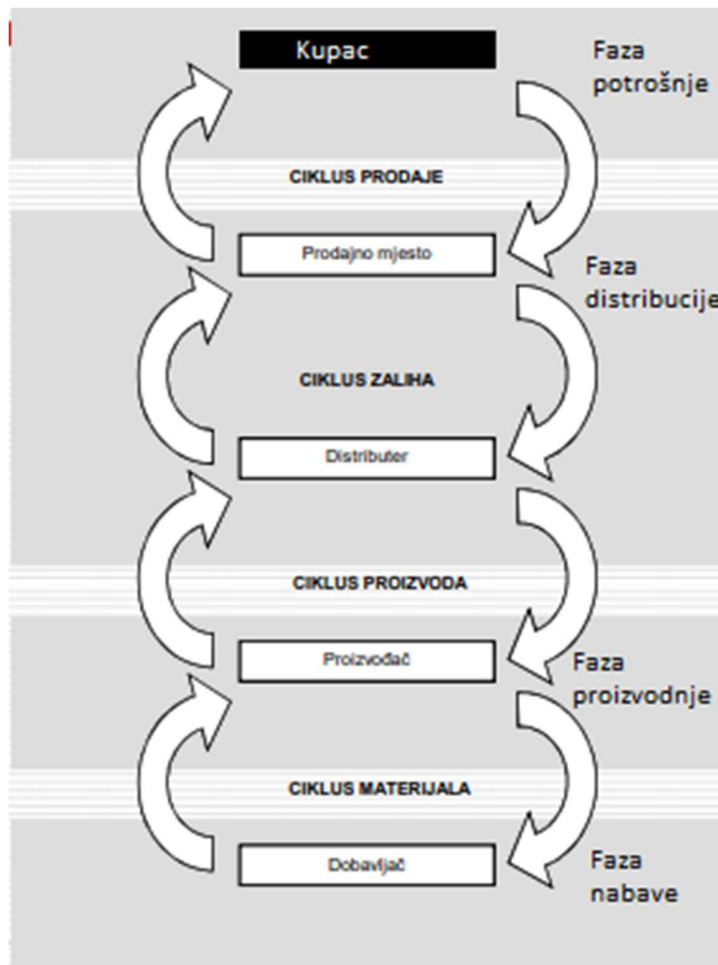 Kupac
Faza
potrošnje
CIKLUS PRODAJE
Prodajno mjesto
Faza
distribucije
CIKLUS ZALIHA
Distributer
CIKLUS PROIZVODA
Proizvođač
Faza
proizvodnje
CIKLUS MATERIJALA
Dobavljač
Faza
nabave